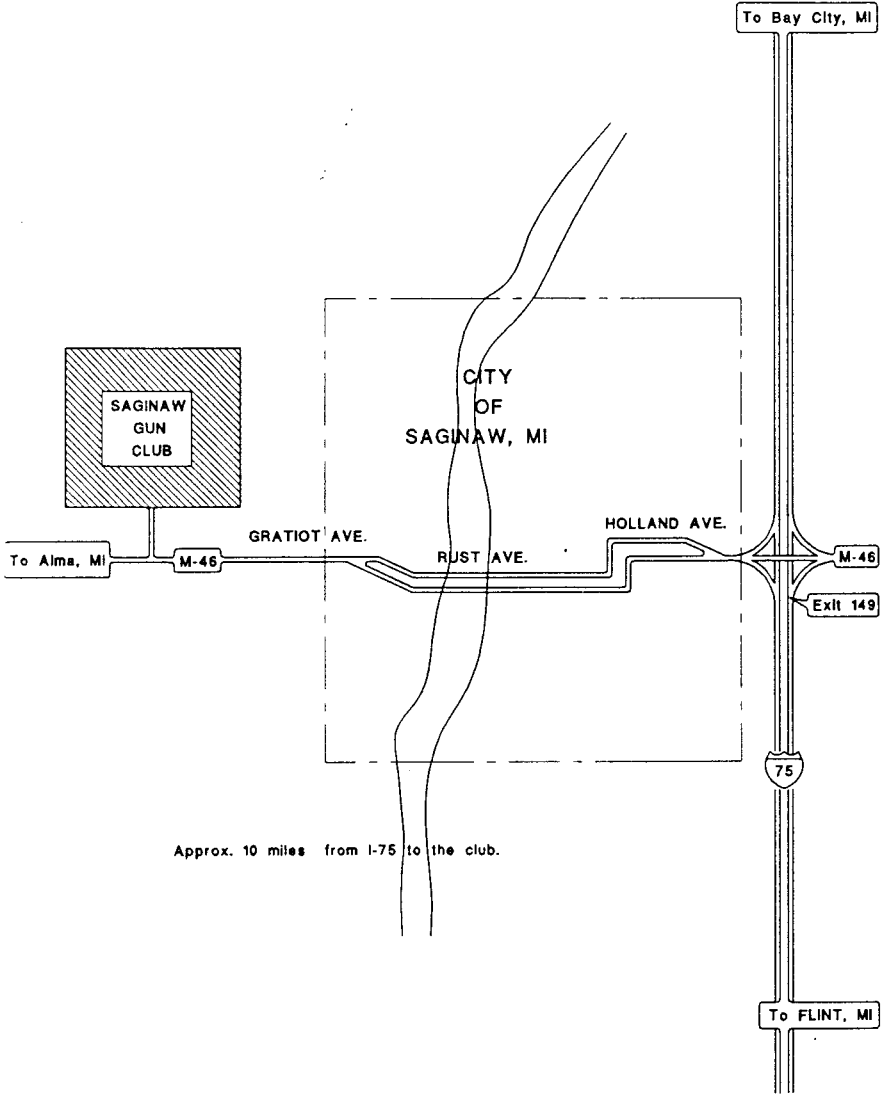 To Bay City, MI
CITY
OF
SAGINAW, MI
SAGINAW
GUN
CLUB
HOLLAND AVE.
GRATIOT AVE.
RUST AVE.
To Alma, MI
M-46
M-46
Exit 149
75
Approx. 10 miles from I-75 to the club.
To FLINT, MI